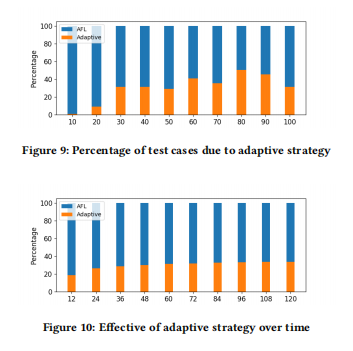 100
80
60
40
20
0
Percentage
AFL
Adaptive
10 20 30 40 50 60 70 80 90 100
Figure 9: Percentage of test cases due to adaptive strategy
100
80
60
40
20
0
Percentage
AFL
Adaptive
12 24 36 48 60 72 84 96 108 120
Figure 10: Effective of adaptive strategy over time